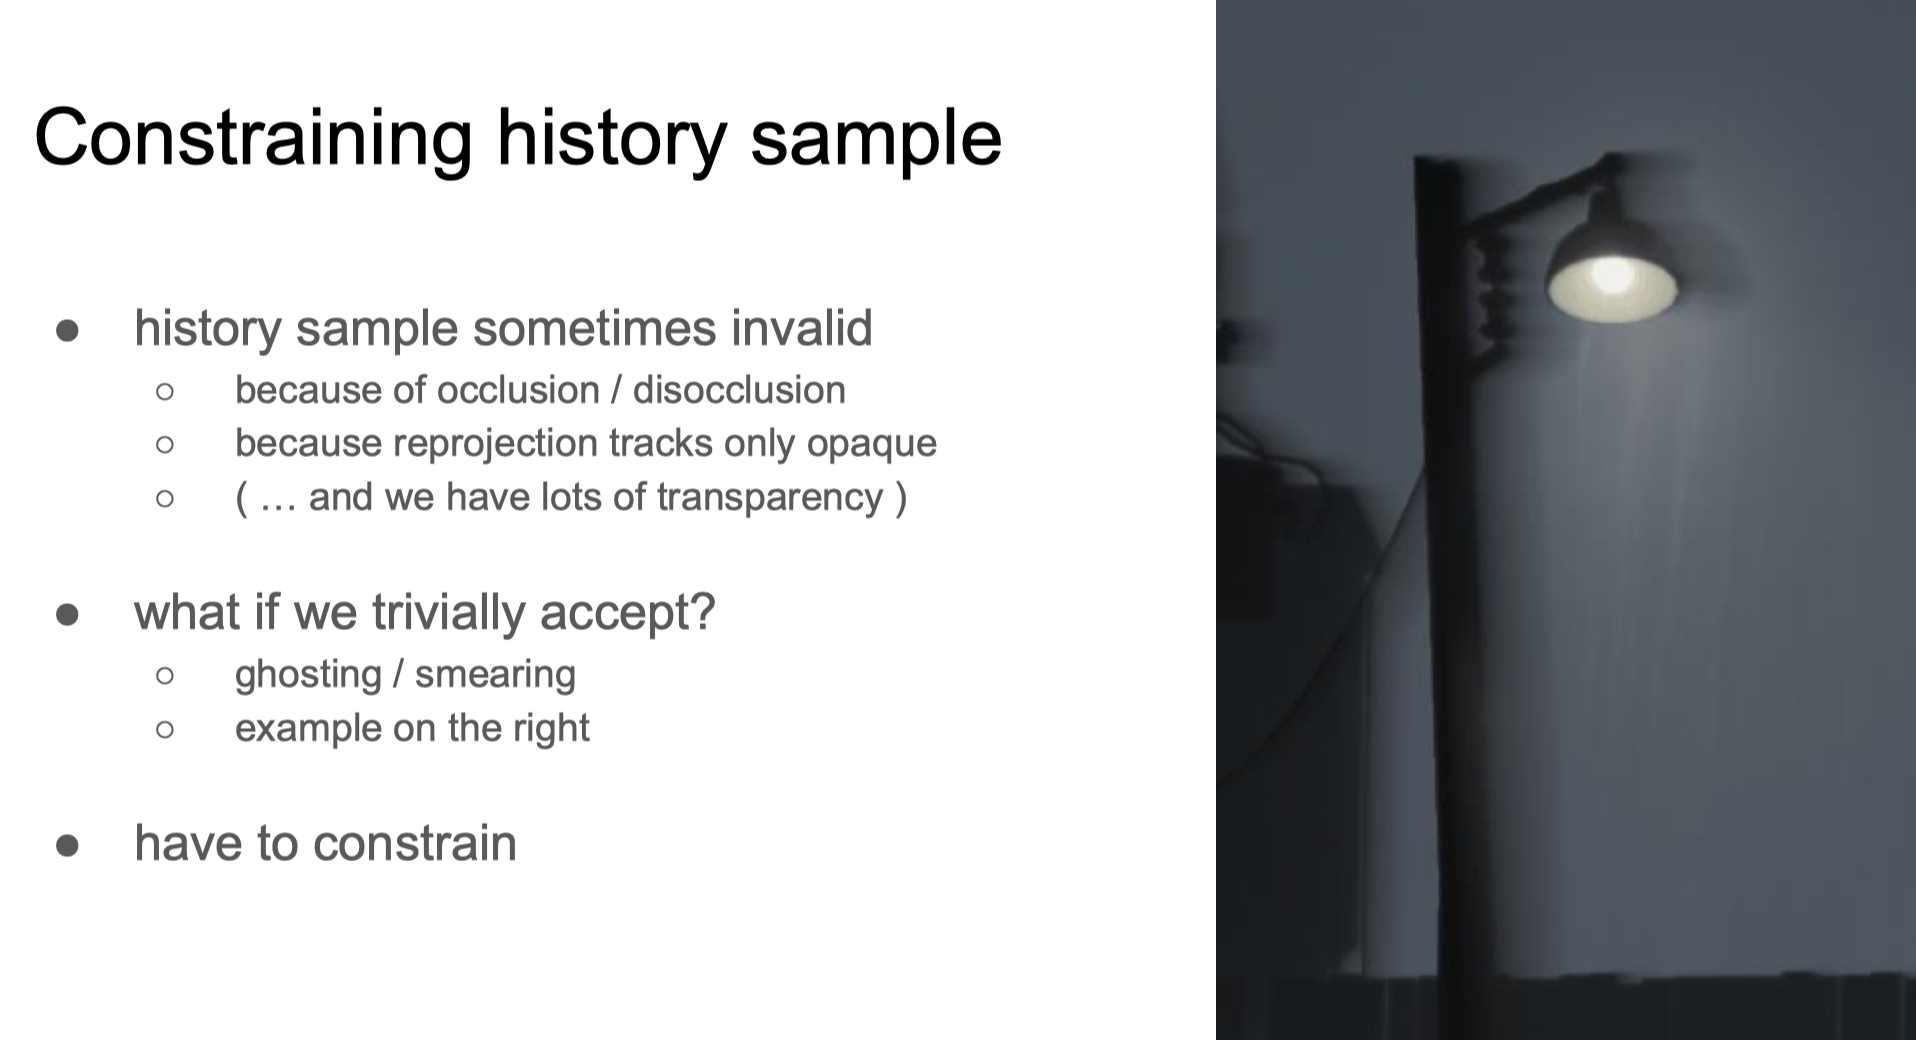 Constraining history sample
● history sample sometimes invalid
○ because of occlusion / disocclusion
○ because reprojection tracks only opaque
○ ( … and we have lots of transparency )
● what if we trivially accept?
○ ghosting / smearing
○ example on the right
● have to constrain